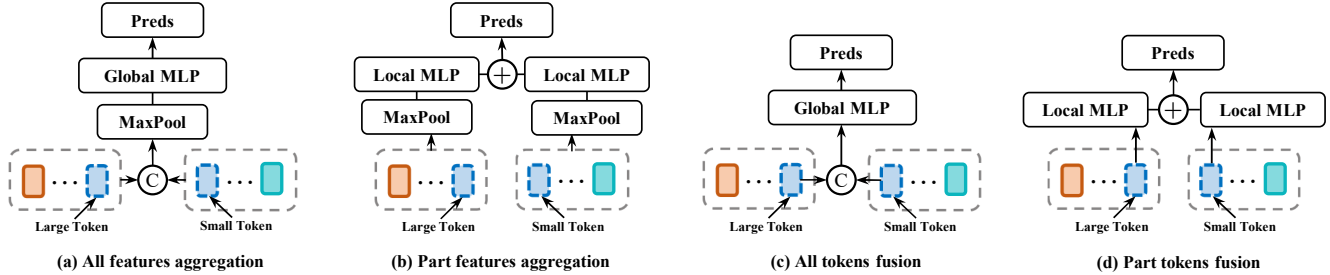 Preds
Global MLP
MaxPool
C
Large Token
Small Token
(a) All features aggregation
Preds
Local MLP
+
Local MLP
MaxPool
MaxPool
Large Token
Small Token
(b) Part features aggregation
Preds
Global MLP
C
Large Token
Small Token
(c) All tokens fusion
Preds
Local MLP
+
Local MLP
Large Token
Small Token
(d) Part tokens fusion